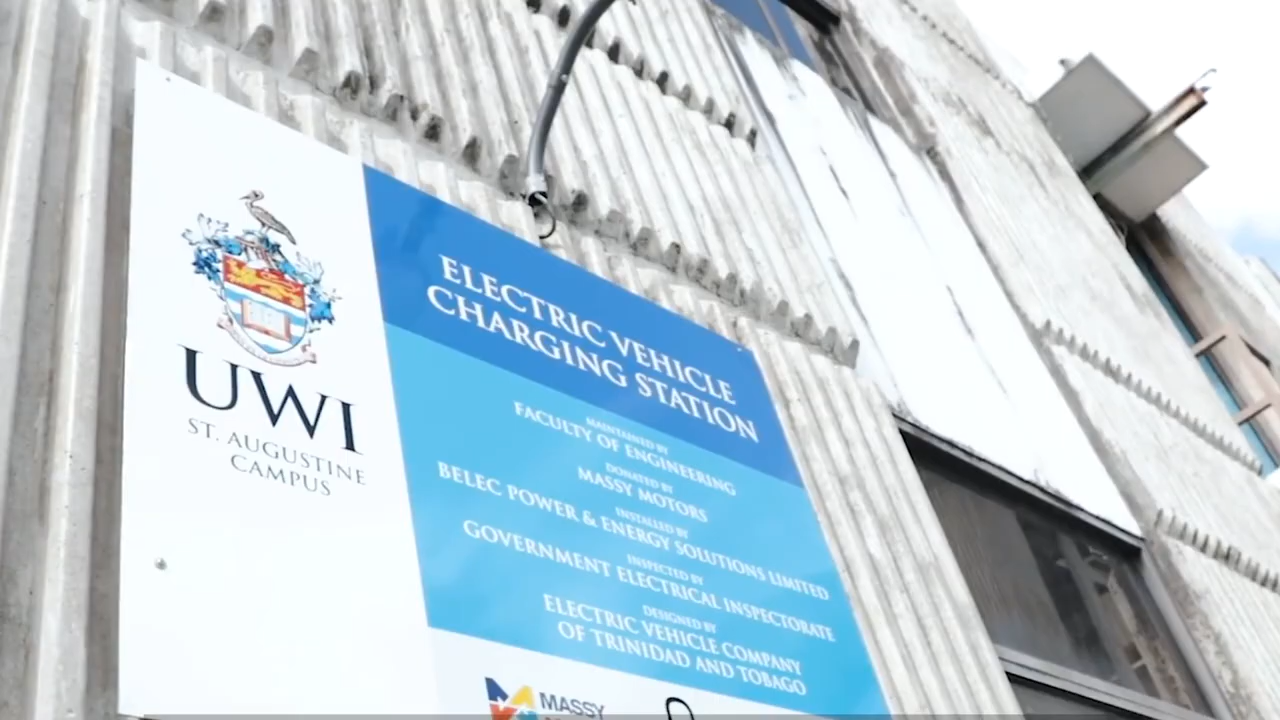 UWI
ST. AUGUSTINE
CAMPUS
ELECTRIC VEHICLE
CHARGING STATION
MAINTAINED BY
FACULTY OF ENGINEERING
DONATED BY
MASSY MOTORS
INSTALLED BY
BELEC POWER & ENERGY SOLUTIONS LIMITED
INSPECTED BY
GOVERNMENT ELECTRICAL INSPECTORATE
DESIGNED BY
ELECTRIC VEHICLE COMPANY
OF TRINIDAD AND TOBAGO
MASSY